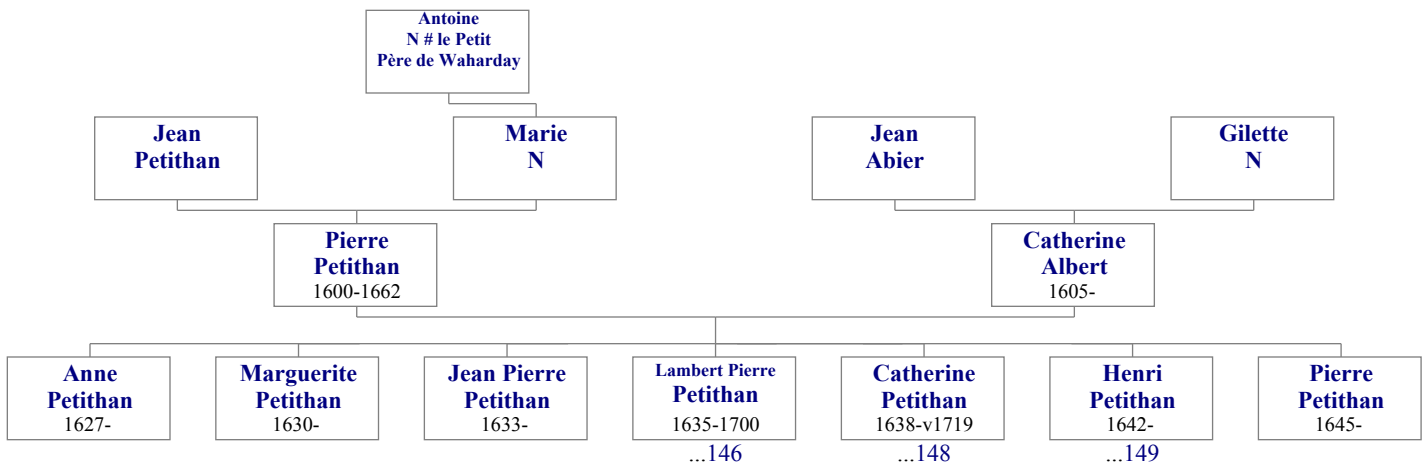 Antoine
N # le Petit
Père de Waharday
Jean
Petithan
Marie
N
Jean
Abier
Gilette
N
Pierre
Petithan
1600-1662
Catherine
Albert
1605-
Anne
Petithan
1627-
Marguerite
Petithan
1630-
Jean Pierre
Petithan
1633-
Lambert Pierre
Petithan
1635-1700
...146
Catherine
Petithan
1638-v1719
...148
Henri
Petithan
1642-
...149
Pierre
Petithan
1645-